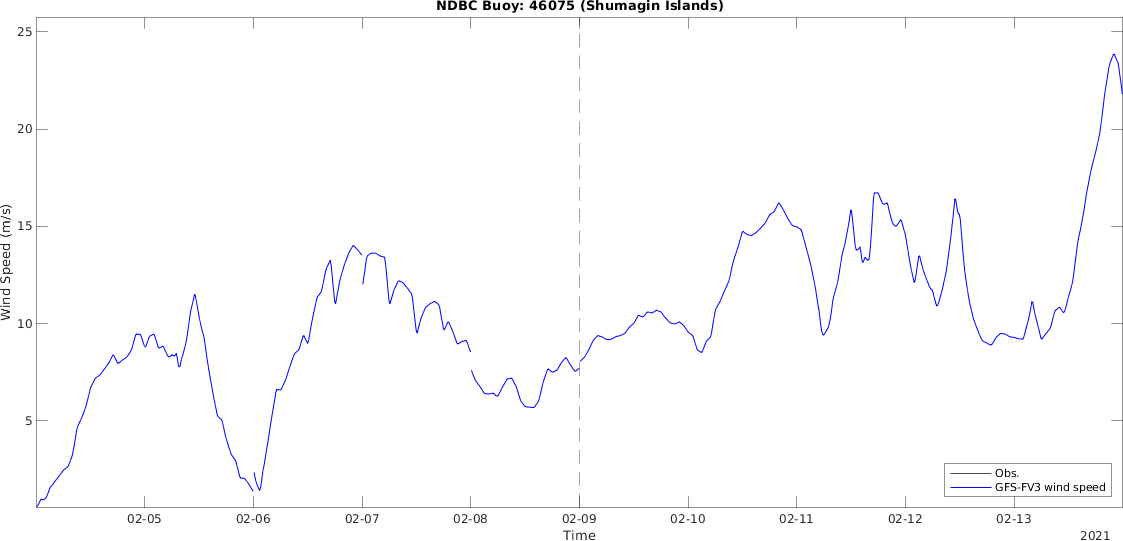 NDBC Buoy: 46075 (Shumagin Islands)
25
20
15
10
5
Wind Speed (m/s)
Obs.
GFS-FV3 wind speed
02-05 02-06 02-07 02-08 02-09 02-10 02-11 02-12 02-13
Time
2021